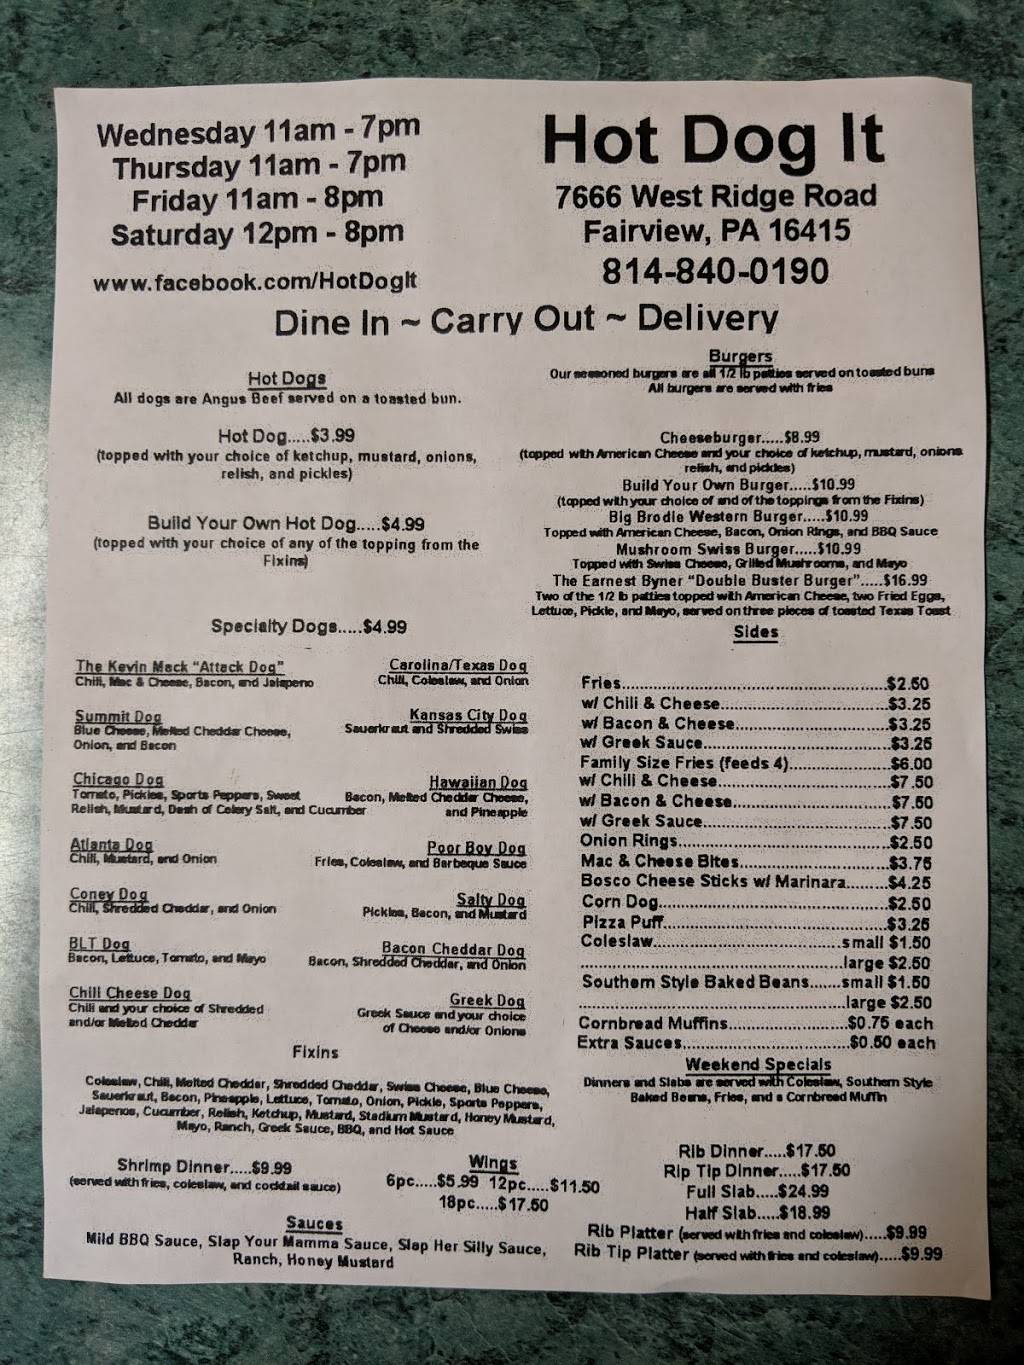 Wednesday 11am - 7pm
Thursday 11am - 7pm
Friday 11am - 8pm
Saturday 12pm - 8pm
www.facebook.com/HotDogIt
Hot Dog It
7666 West Ridge Road
Fairview, PA 16415
814-840-0190
Dine In ~ Carry Out ~ Delivery
Hot Dogs
All dogs are Angus Beef served on a toasted bun.
Hot Dog.....$3.99
(topped with your choice of ketchup, mustard, onions,
relish, and pickles)
Build Your Own Hot Dog.....$4.99
(topped with your choice of any of the topping from the
Fixins)
Specialty Dogs.....$4.99
The Kevin Mack "Attack Dog"
Chili, Mac & Cheese, Bacon, and Jalapeno
Summit Dog
Blue Cheese, Melted Cheddar Cheese,
Onion, and Bacon
Chicago Dog
Tomato, Pickles, Sports Peppers, Sweet
Relish, Mustard, Dash of Celery Salt, and Cucumber
Atlanta Dog
Chili, Mustard, and Onion
Coney Dog
Chili, Shredded Cheddar, and Onion
BLT Dog
Bacon, Lettuce, Tomato, and Mayo
Chili Cheese Dog
Chili and your choice of Shredded
and/or Melted Cheddar
Carolina/Texas Dog
Chili, Coleslaw, and Onion
Kansas City Dog
Sauerkraut and Shredded Swiss
Hawaiian Dog
Bacon, Melted Cheddar Cheese,
and Pineapple
Poor Boy Dog
Fries, Coleslaw, and Barbeque Sauce
Salty Dog
Pickles, Bacon, and Mustard
Bacon Cheddar Dog
Bacon, Shredded Cheddar, and Onion
Greek Dog
Greek Sauce and your choice
of Cheese and/or Onions
Fixins
Coleslaw, Chili, Melted Cheddar, Shredded Cheddar, Swiss Cheese, Blue Cheese,
Sauerkraut, Bacon, Pineapple, Lettuce, Tomato, Onion, Pickle, Sports Peppers,
Jalapenos, Cucumber, Relish, Ketchup, Mustard, Stadium Mustard, Honey Mustard,
Mayo, Ranch, Greek Sauce, BBQ, and Hot Sauce
Shrimp Dinner.....$9.99
(served with fries, coleslaw, and cocktail sauce)
Wings
6pc.....$5.99 12pc.....$11.50
18pc.....$17.50
Sauces
Mild BBQ Sauce, Slap Your Mamma Sauce, Slap Her Silly Sauce,
Ranch, Honey Mustard
Burgers
Our seasoned burgers are all 1/2 lb patties served on toasted buns
All burgers are served with fries
Cheeseburger.....$8.99
(topped with American Cheese and your choice of ketchup, mustard, onions
relish, and pickles)
Build Your Own Burger.....$10.99
(topped with your choice of and of the toppings from the Fixins)
Big Brodie Western Burger.....$10.99
Topped with American Cheese, Bacon, Onion Rings, and BBQ Sauce
Mushroom Swiss Burger.....$10.99
Topped with Swiss Cheese, Grilled Mushrooms, and Mayo
The Earnest Byner "Double Buster Burger".....$16.99
Two of the 1/2 lb patties topped with American Cheese, two Fried Eggs,
Lettuce, Pickle, and Mayo, served on three pieces of toasted Texas Toast
Sides
Fries.....$2.50
w/ Chili & Cheese.....$3.25
w/ Bacon & Cheese.....$3.25
w/ Greek Sauce.....$3.25
Family Size Fries (feeds 4).....$6.00
w/ Chili & Cheese.....$7.50
w/ Bacon & Cheese.....$7.50
w/ Greek Sauce.....$7.50
Onion Rings.....$2.50
Mac & Cheese Bites.....$3.75
Bosco Cheese Sticks w/ Marinara.....$4.25
Corn Dog.....$2.50
Pizza Puff.....$3.25
Coleslaw.....small $1.50
.....large $2.50
Southern Style Baked Beans.....small $1.50
.....large $2.50
Cornbread Muffins.....$0.75 each
Extra Sauces.....$0.50 each
Weekend Specials
Dinners and Slabs are served with Coleslaw, Southern Style
Baked Beans, Fries, and a Cornbread Muffin
Rib Dinner.....$17.50
Rip Tip Dinner.....$17.50
Full Slab.....$24.99
Half Slab.....$18.99
Rib Platter (served with fries and coleslaw).....$9.99
Rib Tip Platter (served with fries and coleslaw).....$9.99